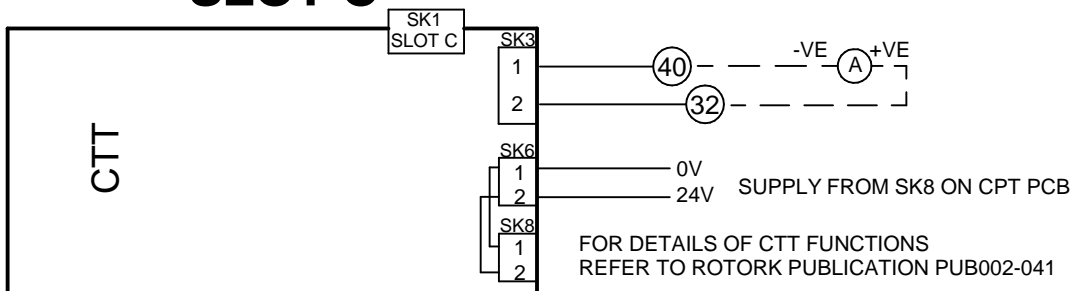 SK1
SLOT C
SK3
1
40
-VE
A
+VE
2
32
CTT
SK6
1
0V
2
24V
SUPPLY FROM SK8 ON CPT PCB
SK8
1
2
FOR DETAILS OF CTT FUNCTIONS
REFER TO ROTORK PUBLICATION PUB002-041